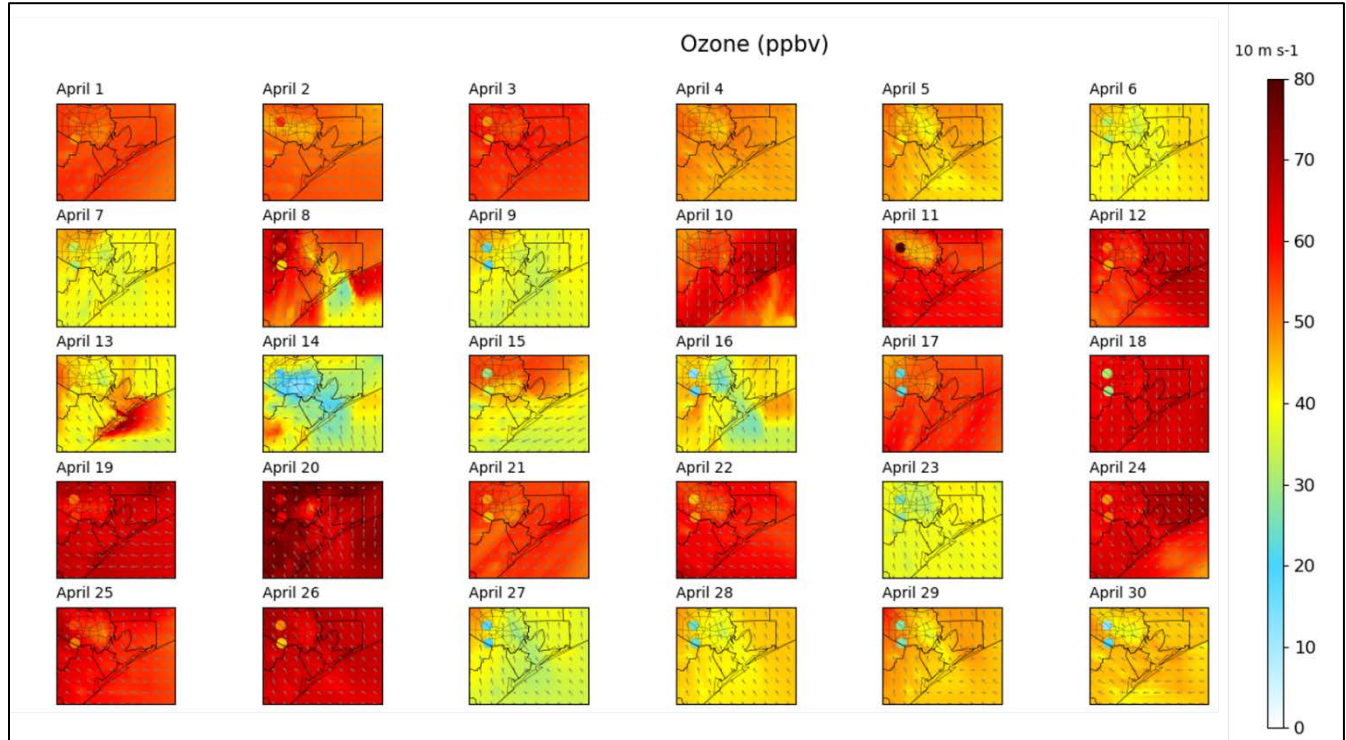 Ozone (ppbv)
10 m s-1
April 1 April 2 April 3 April 4 April 5 April 6
April 7 April 8 April 9 April 10 April 11 April 12
April 13 April 14 April 15 April 16 April 17 April 18
April 19 April 20 April 21 April 22 April 23 April 24
April 25 April 26 April 27 April 28 April 29 April 30
80
70
60
50
40
30
20
10
0